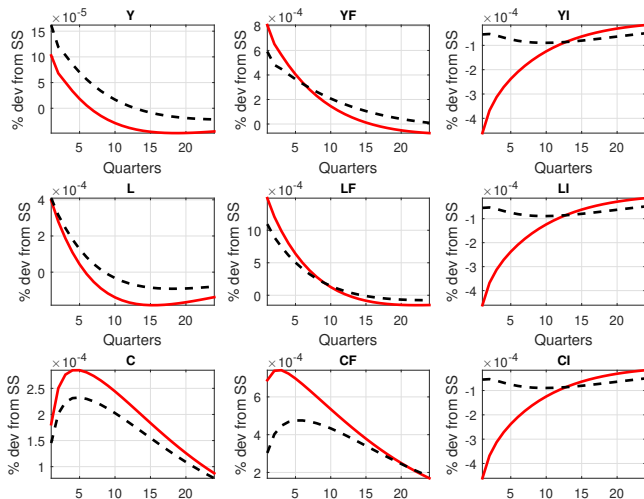 ×10⁻⁵ Y ×10⁻⁴ YF ×10⁻⁴ YI
% dev from SS 15 10 5 0 % dev from SS 8 6 4 2 0 % dev from SS -1 -2 -3 -4
5 10 15 20 5 10 15 20 5 10 15 20
Quarters Quarters Quarters
×10⁻⁴ L ×10⁻⁴ LF ×10⁻⁴ LI
% dev from SS 4 2 0 % dev from SS 10 5 0 % dev from SS -1 -2 -3 -4
5 10 15 20 5 10 15 20 5 10 15 20
Quarters Quarters Quarters
×10⁻⁴ C ×10⁻⁴ CF ×10⁻⁴ CI
% dev from SS 2.5 2 1.5 1 % dev from SS 6 4 2 % dev from SS -1 -2 -3 -4
5 10 15 20 5 10 15 20 5 10 15 20